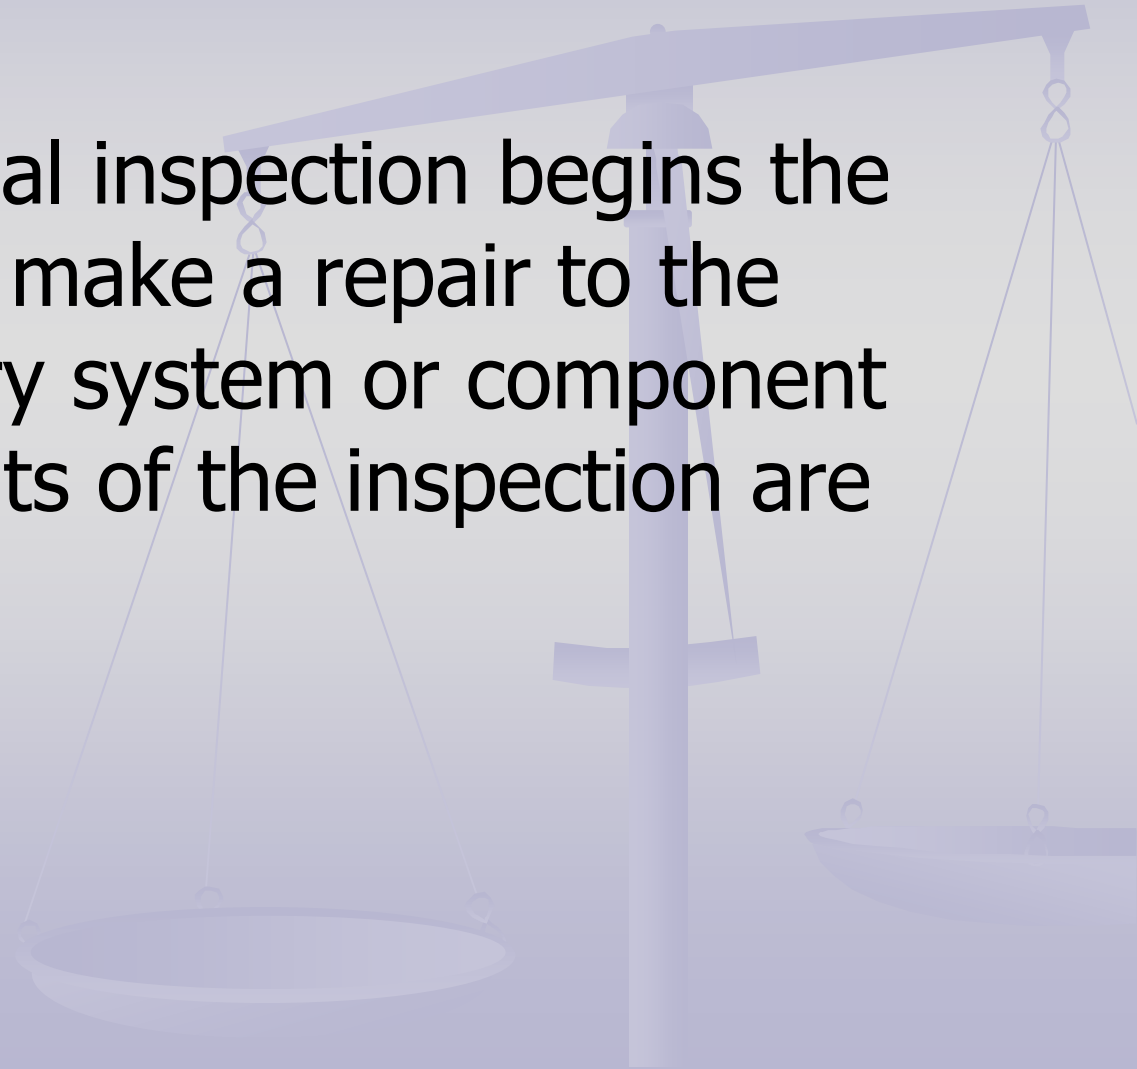 al inspection begins the
make a repair to the
y system or component
ts of the inspection are